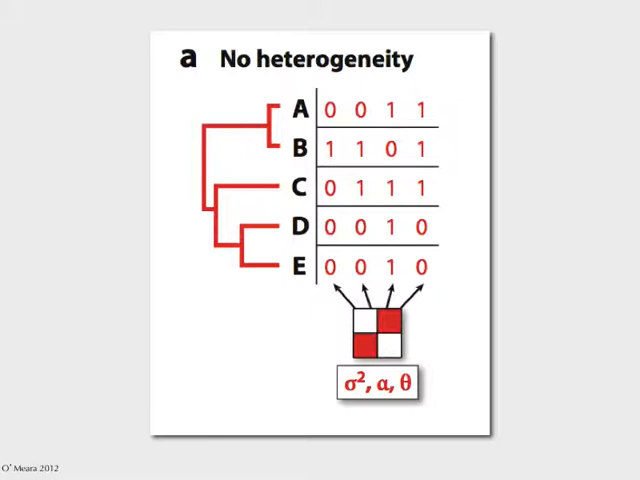 a No heterogeneity
A 0 0 1 1
B 1 1 0 1
C 0 1 1 1
D 0 0 1 0
E 0 0 1 0
σ², α, θ
O' Meara 2012